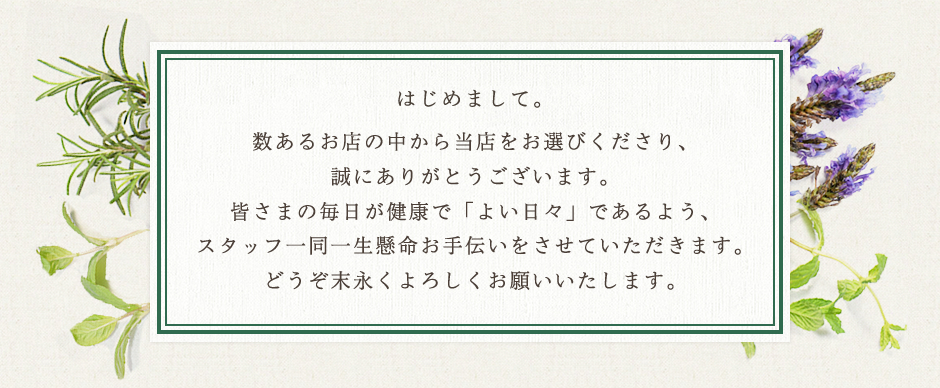 はじめまして。
数あるお店の中から当店をお選びくださり、
誠にありがとうございます。
皆さまの毎日が健康で「よい日々」であるよう、
スタッフ一同一生懸命お手伝いをさせていただきます。
どうぞ末永くよろしくお願いいたします。